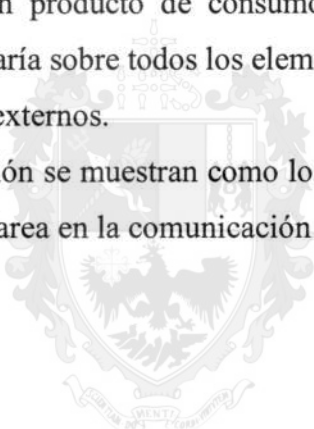 n producto de consumo
aría sobre todos los elem
externos.
ón se muestran como lo
area en la comunicación